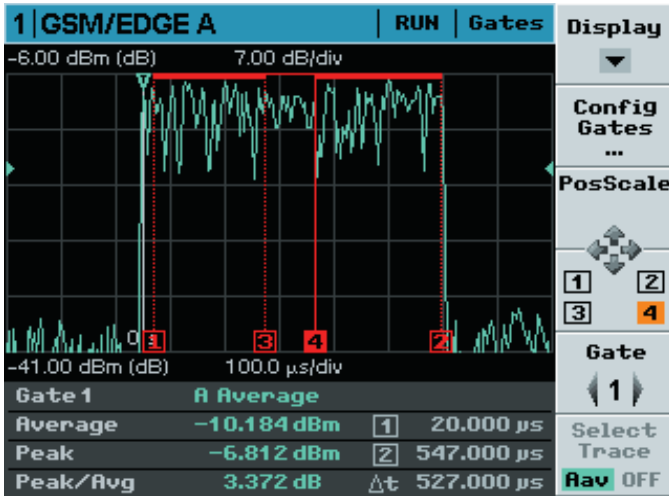 1 GSM/EDGE A RUN Gates
-6.00 dBm (dB) 7.00 dB/div
0 s
1 3 4 2
-41.00 dBm (dB) 100.0 µs/div
Gate 1 A Average
Average -10.184 dBm 1 20.000 µs
Peak -6.812 dBm 2 547.000 µs
Peak/Avg 3.372 dB Δt 527.000 µs
Display
Config
Gates
...
PosScale
1 2
3 4
Gate
1
Select
Trace
Aav OFF